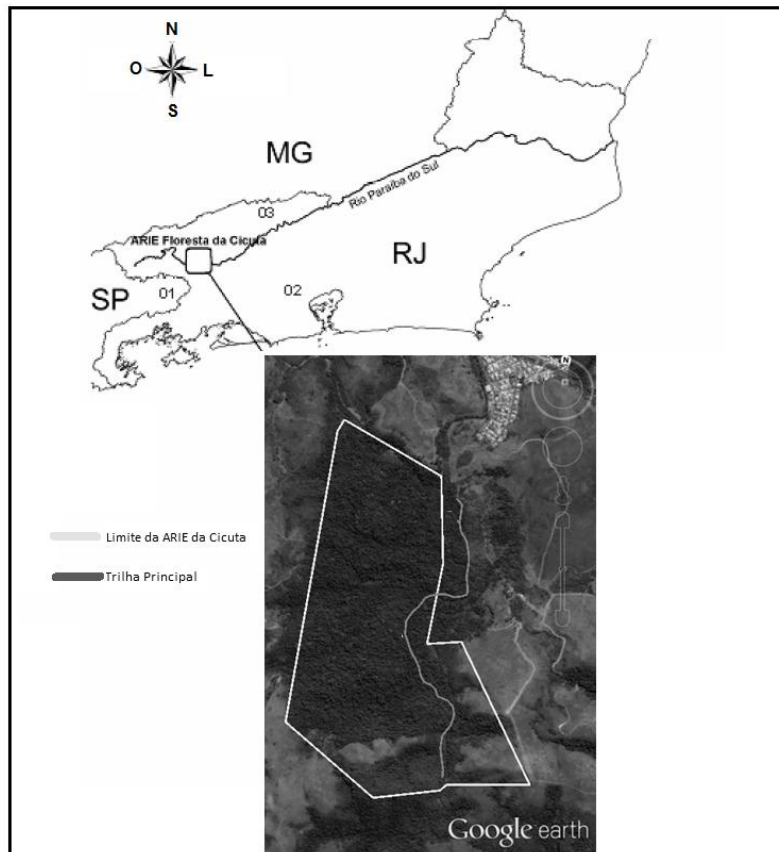 N
O
L
S
MG
Rio Paraíba do Sul
03
ARIE Floresta da Cicuta
RJ
SP
01
02
N
Limite da ARIE da Cicuta
Trilha Principal
Google earth